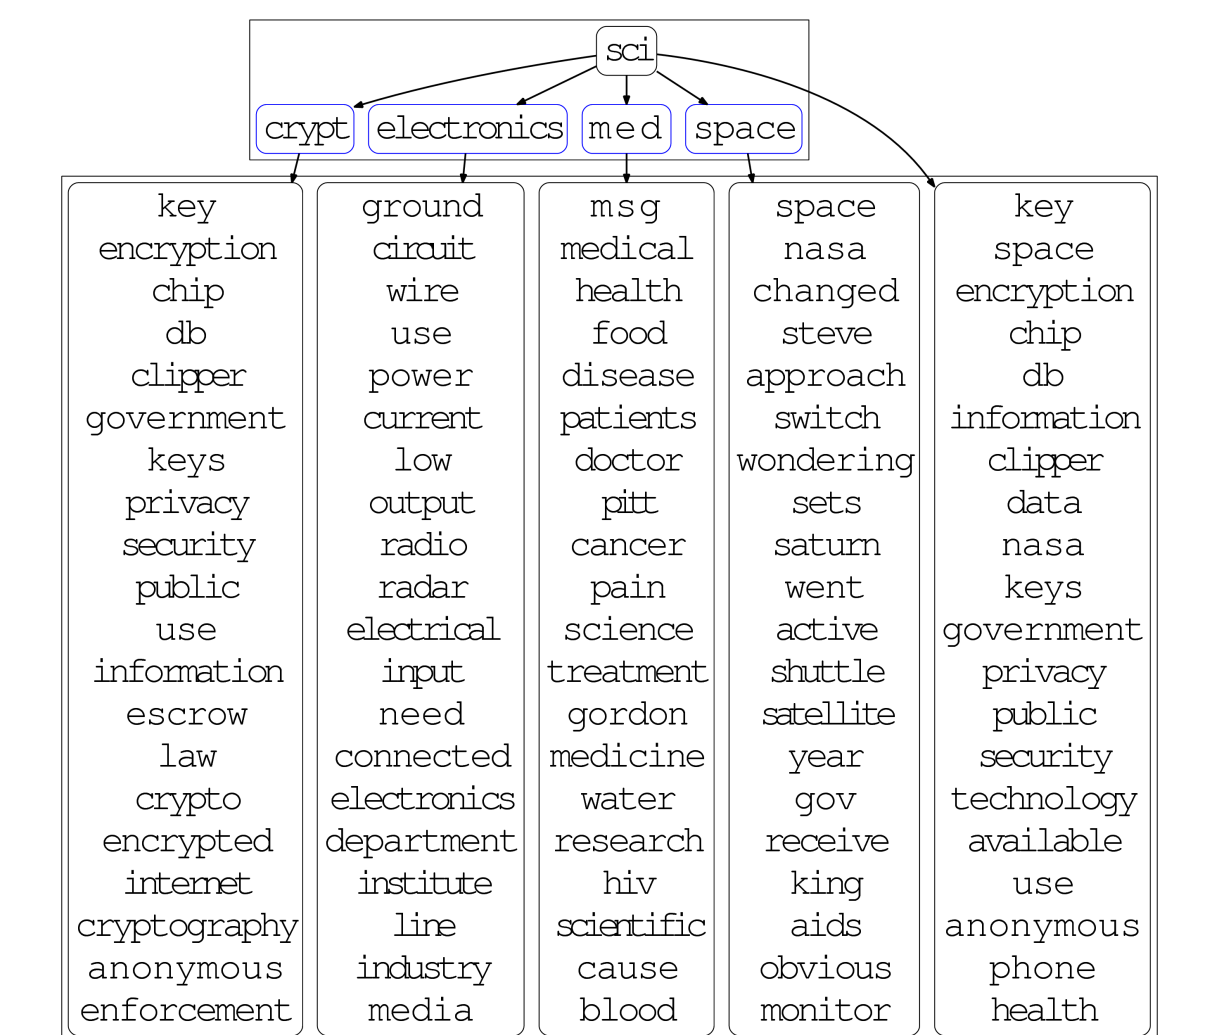 sci
crypt electronics med space
key ground msg space key
encryption circuit medical nasa space
chip wire health changed encryption
db use food steve chip
clipper power disease approach db
government current patients switch information
keys low doctor wondering clipper
privacy output pitt sets data
security radio cancer saturn nasa
public radar pain went keys
use electrical science active government
information input treatment shuttle privacy
escrow need gordon satellite public
law connected medicine year security
crypto electronics water gov technology
encrypted department research receive available
internet institute hiv king use
cryptography line scientific aids anonymous
anonymous industry cause obvious phone
enforcement media blood monitor health